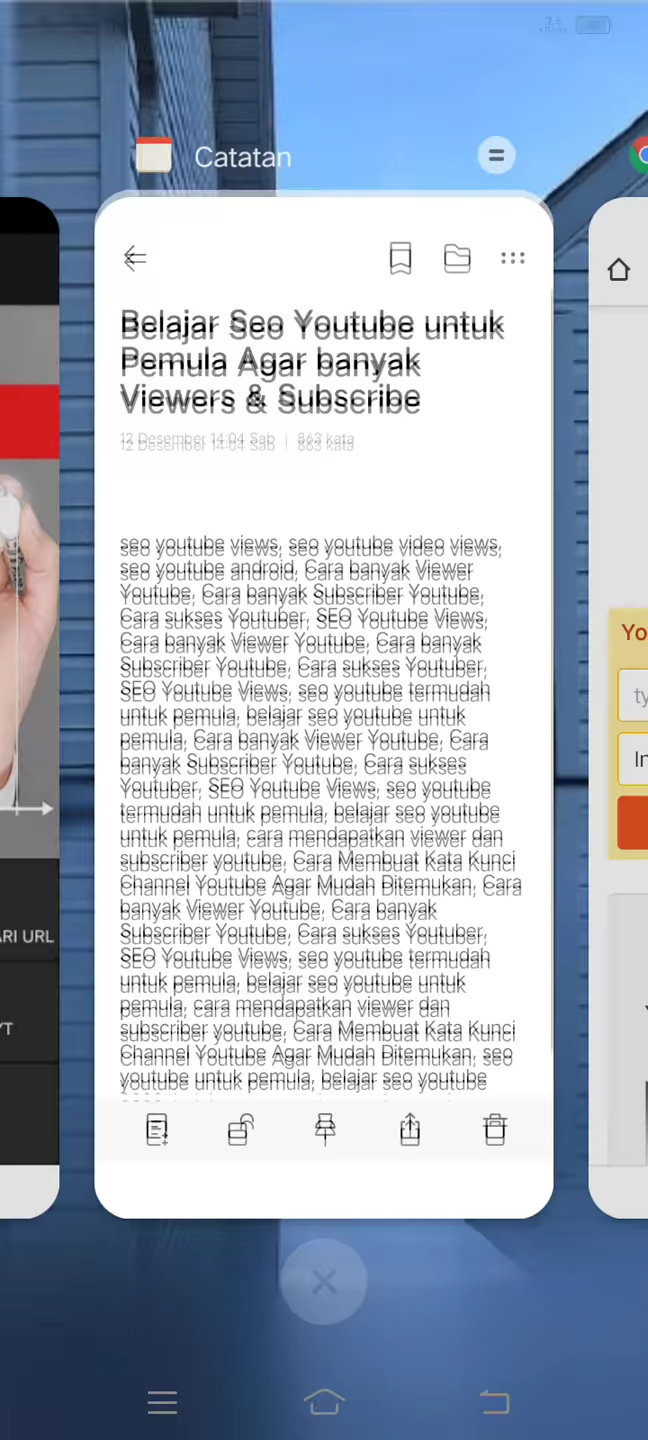 Catatan
Belajar Seo Youtube untuk
Pemula Agar banyak
Viewers & Subscribe
12 Desember 14:04 Sab | 863 kata
seo youtube views, seo youtube video views,
seo youtube android, Cara banyak Viewer
Youtube, Cara banyak Subscriber Youtube,
Cara sukses Youtuber, SEO Youtube Views,
Cara banyak Viewer Youtube, Cara banyak
Subscriber Youtube, Cara sukses Youtuber,
SEO Youtube Views, seo youtube termudah
untuk pemula, belajar seo youtube untuk
pemula, Cara banyak Viewer Youtube, Cara
banyak Subscriber Youtube, Cara sukses
Youtuber, SEO Youtube Views, seo youtube
termudah untuk pemula, belajar seo youtube
untuk pemula, cara mendapatkan viewer dan
subscriber youtube, Cara Membuat Kata Kunci
Channel Youtube Agar Mudah Ditemukan, Cara
banyak Viewer Youtube, Cara banyak
Subscriber Youtube, Cara sukses Youtuber,
SEO Youtube Views, seo youtube termudah
untuk pemula, belajar seo youtube untuk
pemula, cara mendapatkan viewer dan
subscriber youtube, Cara Membuat Kata Kunci
Channel Youtube Agar Mudah Ditemukan, seo
youtube untuk pemula, belajar seo youtube
ARI URL
YT
Yo
ty
In